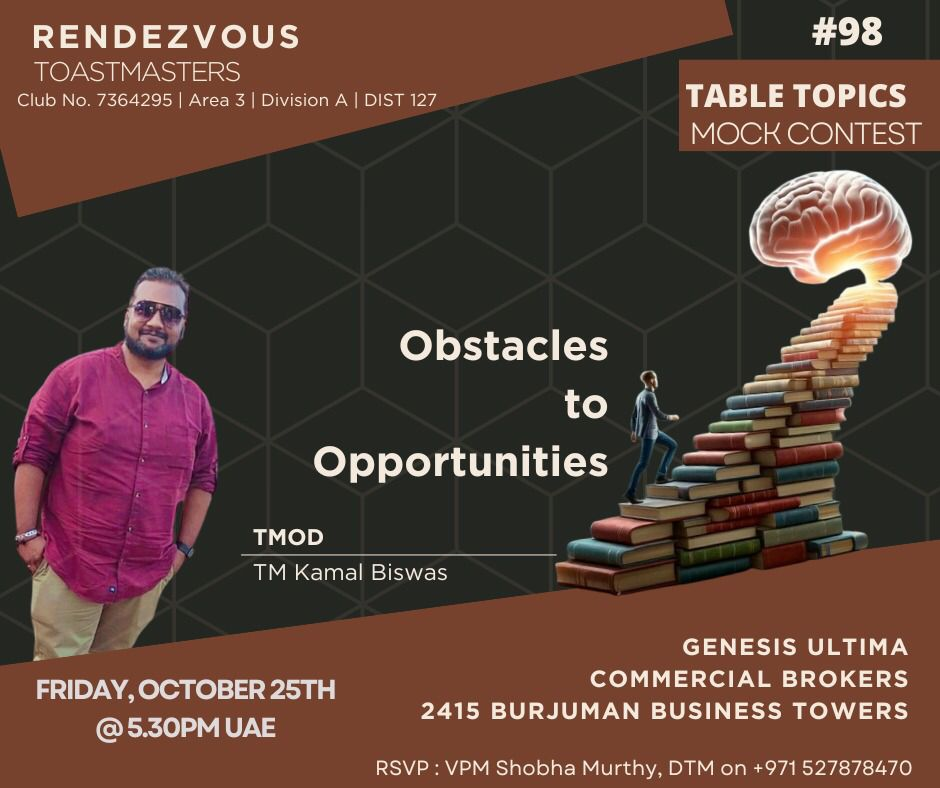 RENDEZVOUS
TOASTMASTERS
Club No. 7364295 | Area 3 | Division A | DIST 127
#98
TABLE TOPICS
MOCK CONTEST
Obstacles
to
Opportunities
TMOD
TM Kamal Biswas
FRIDAY, OCTOBER 25TH
@ 5.30PM UAE
GENESIS ULTIMA
COMMERCIAL BROKERS
2415 BURJUMAN BUSINESS TOWERS
RSVP : VPM Shobha Murthy, DTM on +971 527878470